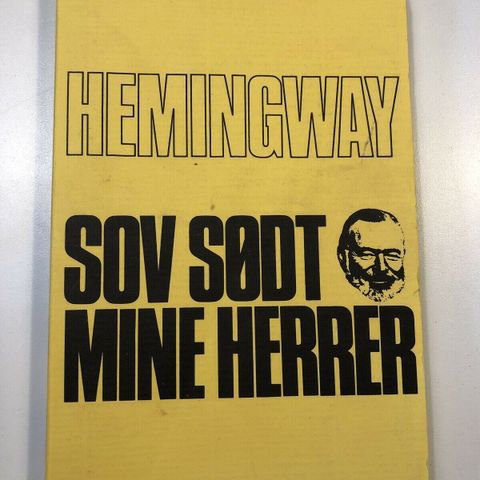 HEMINGWAY
SOV SØDT
MINE HERRER